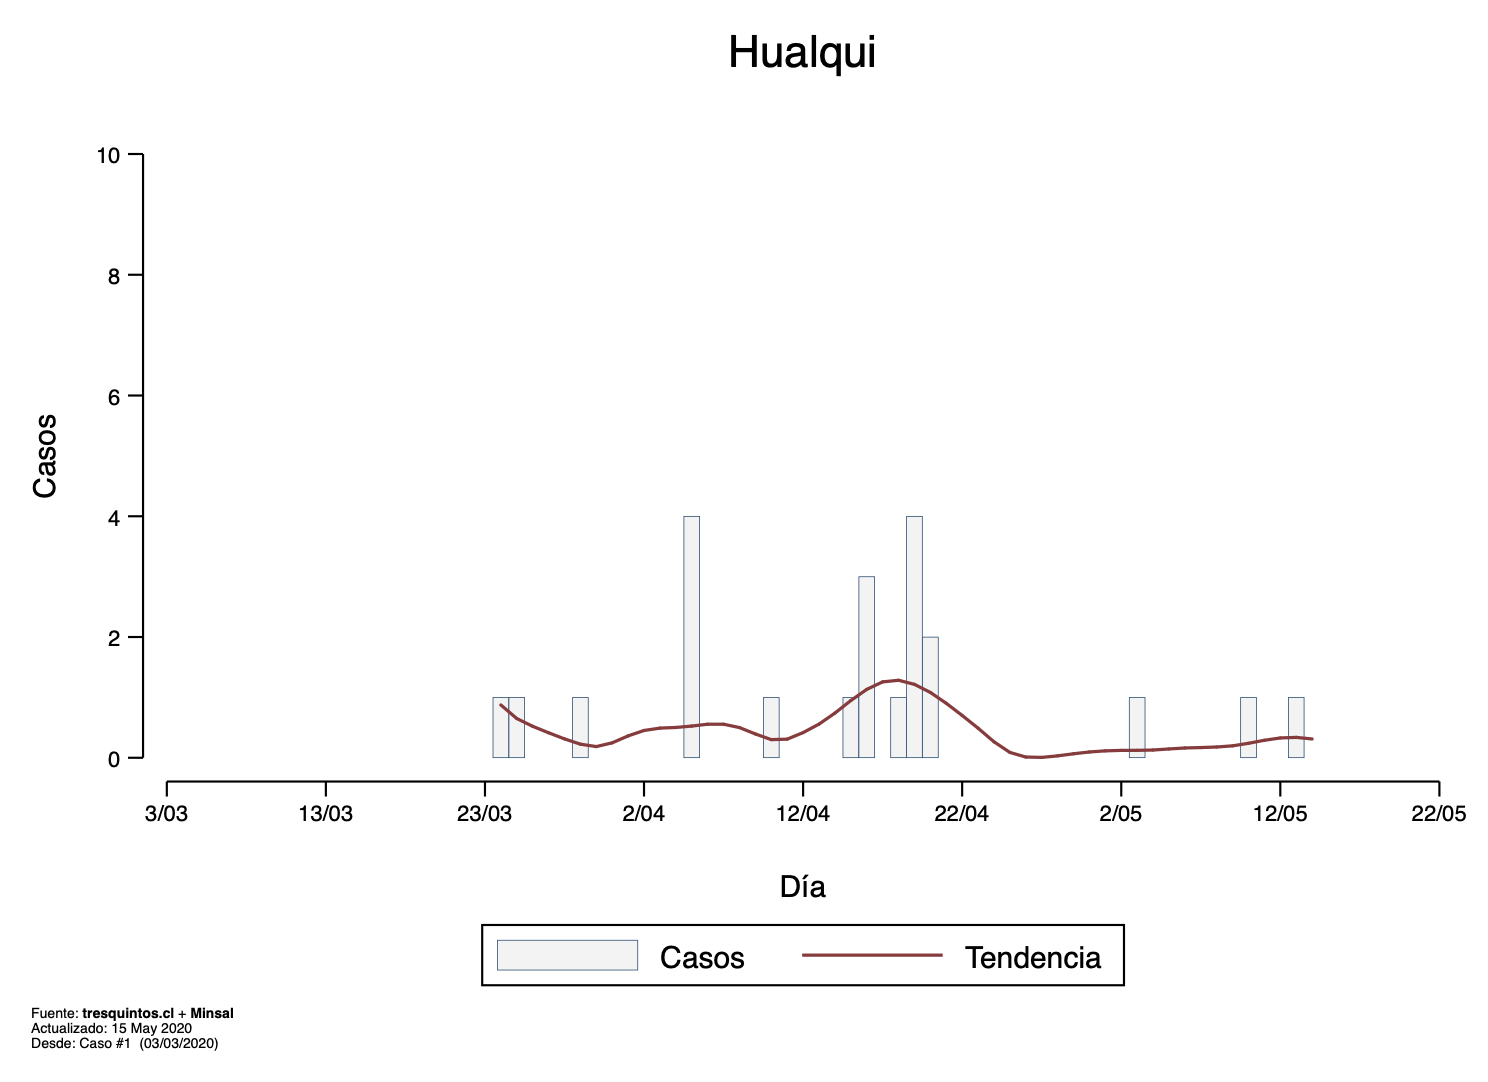 Hualqui
10
8
6
4
2
0
Casos
3/03 13/03 23/03 2/04 12/04 22/04 2/05 12/05 22/05
Día
Casos Tendencia
Fuente: tresquintos.cl + Minsal
Actualizado: 15 May 2020
Desde: Caso #1 (03/03/2020)